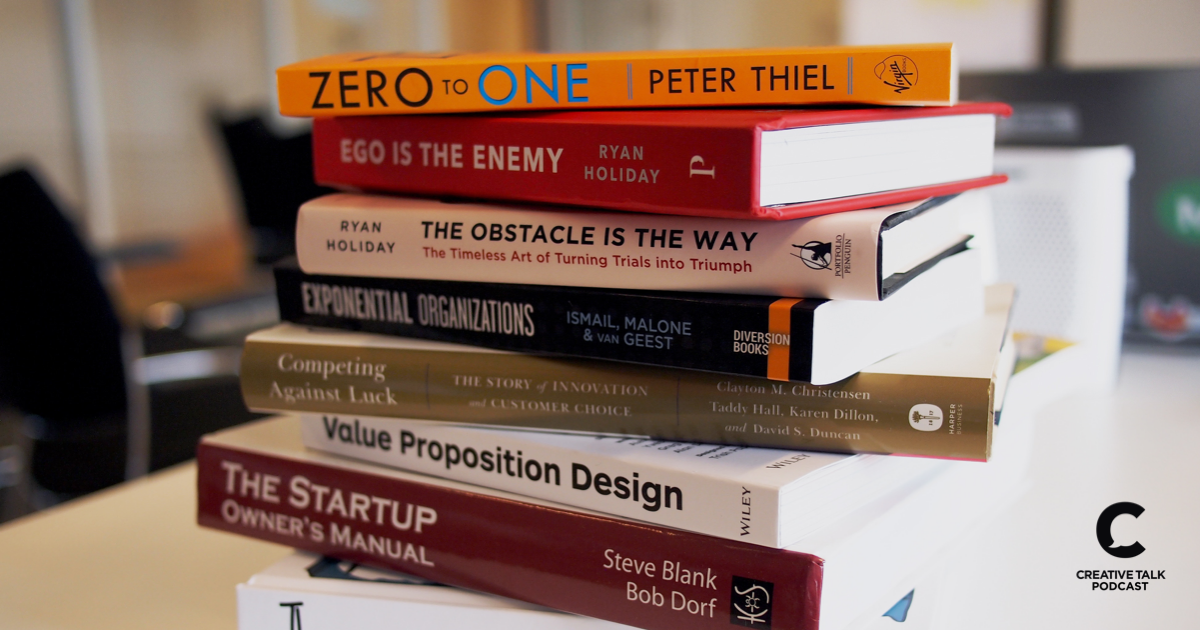 ZERO TO ONE | PETER THIEL | Virgin
EGO IS THE ENEMY
RYAN
HOLIDAY
P
RYAN
HOLIDAY
THE OBSTACLE IS THE WAY
The Timeless Art of Turning Trials into Triumph
PORTFOLIO
PENGUIN
EXPONENTIAL ORGANIZATIONS
ISMAIL, MALONE
& VAN GEEST
DIVERSION
BOOKS
Competing
Against Luck
THE STORY of INNOVATION
and CUSTOMER CHOICE
Clayton M. Christensen
Taddy Hall, Karen Dillon,
and David S. Duncan
HARPER
BUSINESS
Value Proposition Design
WILEY
WILEY
THE STARTUP
OWNER'S MANUAL
Steve Blank
Bob Dorf
K&S
CREATIVE TALK
PODCAST